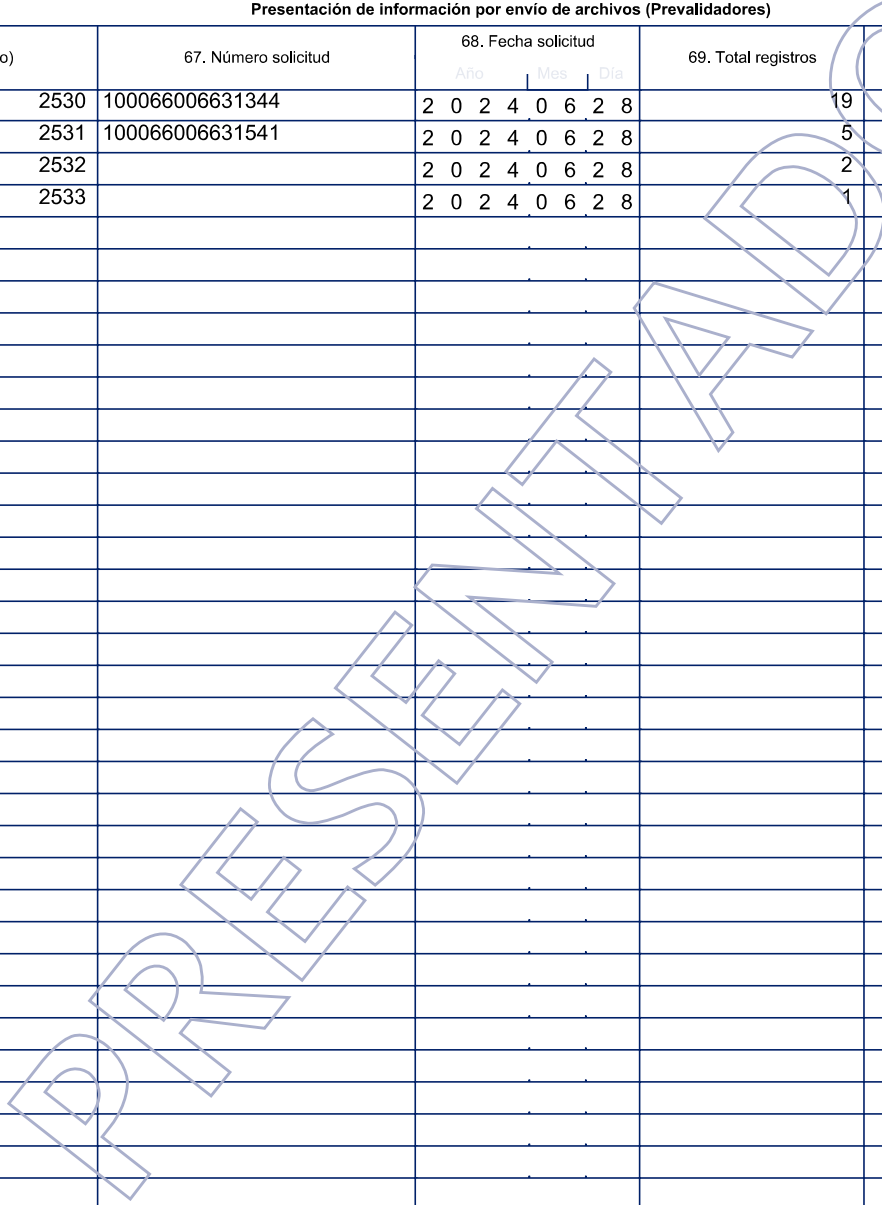 Presentación de información por envío de archivos (Prevalidadores)
o) 67. Número solicitud 68. Fecha solicitud 69. Total registros
Año Mes Día
2530 100066006631344 2 0 2 4 0 6 2 8 19
2531 100066006631541 2 0 2 4 0 6 2 8 5
2532 2 0 2 4 0 6 2 8 2
2533 2 0 2 4 0 6 2 8 1
PRESENTADO